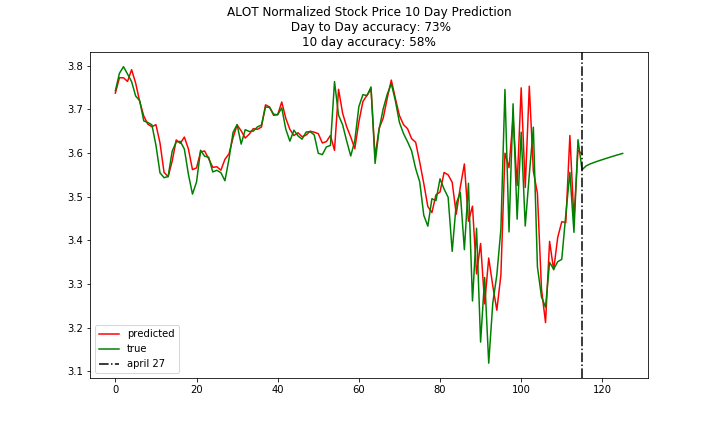 ALOT Normalized Stock Price 10 Day Prediction
Day to Day accuracy: 73%
10 day accuracy: 58%
3.8
3.7
3.6
3.5
3.4
3.3
3.2
3.1
predicted
true
april 27
0 20 40 60 80 100 120